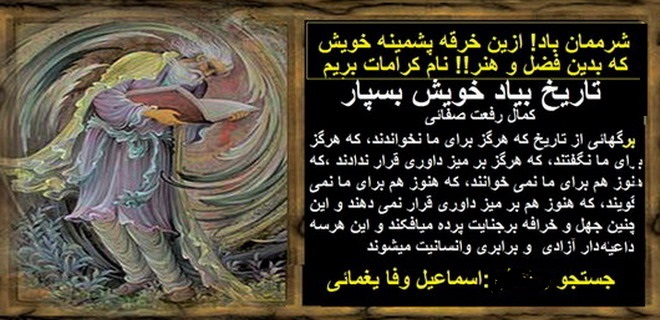 شرممان باد! ازین خرقه پشمینه خویش
که بدین فضل و هنر!! نام کرامات بریم
تاریخ بیاد خویش بسپار
کمال رفعت صفائی
برگهائی از تاریخ که هرگز برای ما نخواندند، که هرگز
برای ما نگفتند، که هرگز بر میز داوری قرار ندادند ،که
هنوز هم برای ما نمی خوانند، که هنوز هم برای ما نمی
گویند، که هنوز هم بر میز داوری قرار نمی دهند و این
چنین جهل و خرافه برجنایت پرده میافکند و این هرسه
داعیه‌دار آزادی و برابری وانسانیت میشوند
جستجو :اسماعیل وفا یغمائی